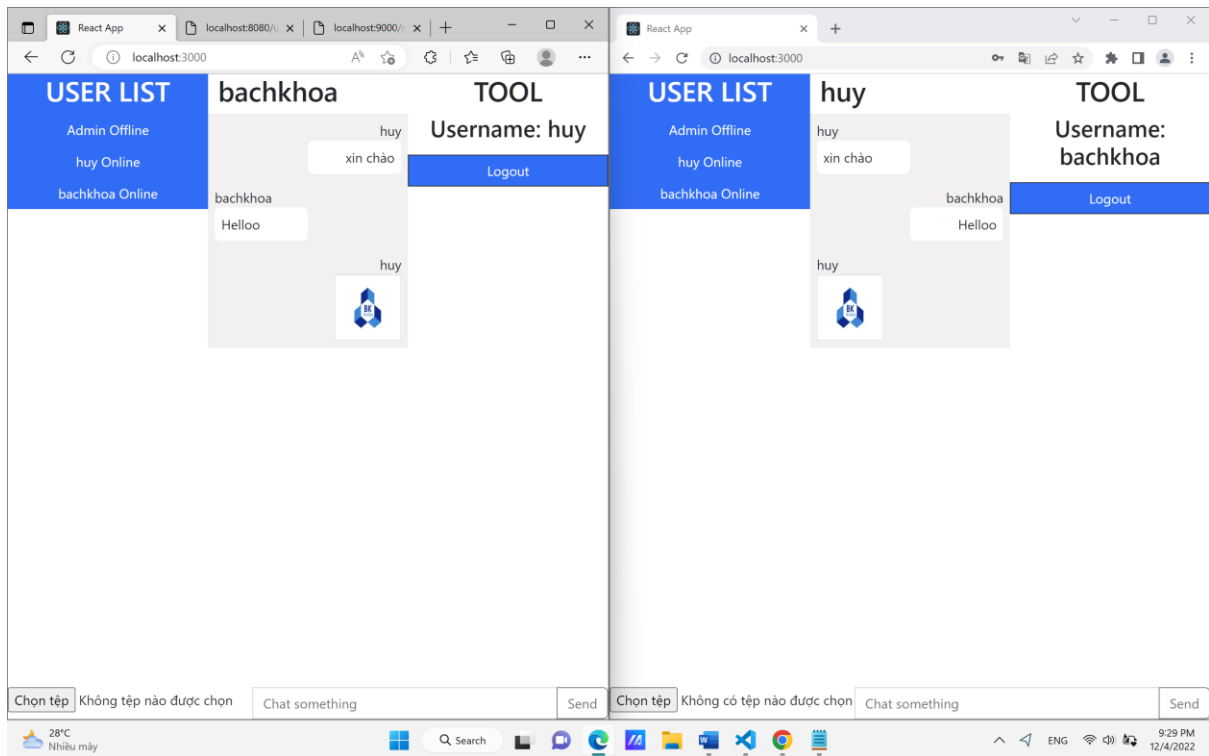 React App
localhost:8080/u
localhost:9000/
localhost:3000
USER LIST
Admin Offline
huy Online
bachkhoa Online
bachkhoa
huy
xin chào
bachkhoa
Helloo
huy
BK
TOOL
Username: huy
Logout
Chọn tệp Không tệp nào được chọn
Chat something
Send
React App
localhost:3000
USER LIST
Admin Offline
huy Online
bachkhoa Online
huy
huy
xin chào
bachkhoa
Helloo
huy
BK
TOOL
Username:
bachkhoa
Logout
Chọn tệp Không có tệp nào được chọn
Chat something
Send
28°C
Nhiều mây
Search
ENG
9:29 PM
12/4/2022